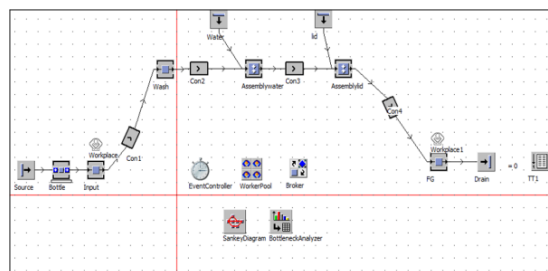 Water
lid
Wash
Con2
Assemblywater
Con3
Assemblylid
Con4
Workplace
Con1
Workplace1
Source
Bottle
Input
EventController
WorkerPool
Broker
FG
Drain
= 0
TT1
SankeyDiagram
BottleneckAnalyzer